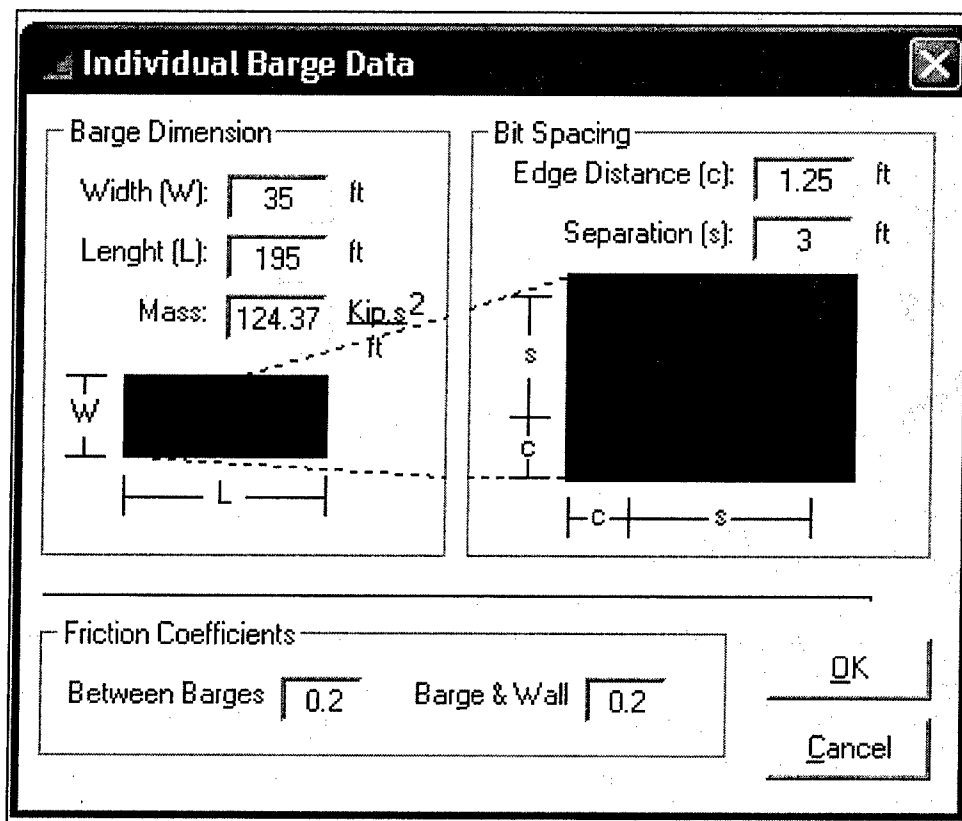 Individual Barge Data
Barge Dimension
Width (W): 35 ft
Lenght (L): 195 ft
Mass: 124.37 Kip.s2
ft
W
L
Bit Spacing
Edge Distance (c): 1.25 ft
Separation (s): 3 ft
s
c
c s
Friction Coefficients
Between Barges 0.2 Barge & Wall 0.2
OK
Cancel